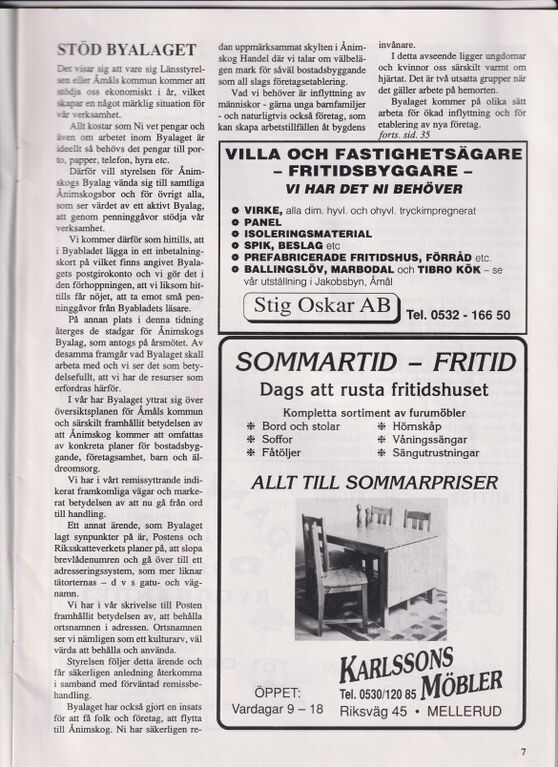 STÖD BYALAGET
Det visar sig att vare sig Länsstyrel-
sen eller Åmåls kommun kommer att
stödja oss ekonomiskt i år, vilket
skapar en något märklig situation för
vår verksamhet.
Allt kostar som Ni vet pengar och
även om arbetet inom Byalaget är
ideellt så behövs det pengar till por-
to, papper, telefon, hyra etc.
Därför vill styrelsen för Ånim-
skogs Byalag vända sig till samtliga
Ånimskogsbor och för övrigt alla,
som ser värdet av ett aktivt Byalag,
att genom penninggåvor stödja vår
verksamhet.
Vi kommer därför som hittills, att
i Byabladet lägga in ett inbetalning-
skort på vilket finns angivet Byala-
gets postgirokonto och vi gör det i
den förhoppningen, att vi liksom hit-
tills får nöjet, att ta emot små pen-
ninggåvor från Byabladets läsare.
På annan plats i denna tidning
återges de stadgar för Ånimskogs
Byalag, som antogs på årsmötet. Av
desamma framgår vad Byalaget skall
arbeta med och vi ser det som bety-
delsefullt, att vi har de resurser som
erfordras härför.
I vår har Byalaget yttrat sig över
översiktsplanen för Åmåls kommun
och särskilt framhållit betydelsen av
att Ånimskog kommer att omfattas
av konkreta planer för bostadsbyg-
gande, företagsamhet, barn och äl-
dreomsorg.
Vi har i vårt remissyttrande indi-
kerat framkomliga vägar och marke-
rat betydelsen av att nu gå från ord
till handling.
Ett annat ärende, som Byalaget
lagt synpunkter på är, Postens och
Riksskatteverkets planer på, att slopa
brevlådenumren och gå över till ett
adresseringssystem, som mer liknar
tätorternas – d v s gatu- och väg-
namn.
Vi har i vår skrivelse till Posten
framhållit betydelsen av, att behålla
ortsnamnen i adressen. Ortsnamnen
ser vi nämligen som ett kulturarv, väl
värda att behålla och använda.
Styrelsen följer detta ärende och
får säkerligen anledning återkomma
i samband med förväntad remissbe-
handling.
Byalaget har också gjort en insats
för att få folk och företag, att flytta
till Ånimskog. Ni har säkerligen re-
dan uppmärksammat skylten i Ånim-
skog Handel där vi talar om välbelä-
gen mark för såväl bostadsbyggande
som all slags företagsetablering.
Vad vi behöver är inflyttning av
människor - gärna unga barnfamiljer
- och naturligtvis också företag, som
kan skapa arbetstillfällen åt bygdens
invånare.
I detta avseende ligger ungdomar
och kvinnor oss särskilt varmt om
hjärtat. Det är två utsatta grupper när
det gäller arbete på hemorten.
Byalaget kommer på olika sätt
arbeta för ökad inflyttning och för
etablering av nya företag.
forts. sid. 35
VILLA OCH FASTIGHETSÄGARE
– FRITIDSBYGGARE –
VI HAR DET NI BEHÖVER
VIRKE, alla dim. hyvl. och ohyvl. tryckimpregnerat
PANEL
ISOLERINGSMATERIAL
SPIK, BESLAG etc
PREFABRICERADE FRITIDSHUS, FÖRRÅD etc.
BALLINGSLÖV, MARBODAL och TIBRO KÖK – se
vår utställning i Jakobsbyn, Åmål
Stig Oskar AB
Tel. 0532 - 166 50
SOMMARTID – FRITID
Dags att rusta fritidshuset
Kompletta sortiment av furumöbler
❉ Bord och stolar
❉ Soffor
❉ Fåtöljer
❉ Hörnskåp
❉ Våningssängar
❉ Sängutrustningar
ALLT TILL SOMMARPRISER
KARLSSONS
MÖBLER
Tel. 0530/120 85
ÖPPET:
Vardagar 9 – 18
Riksväg 45 • MELLERUD
7